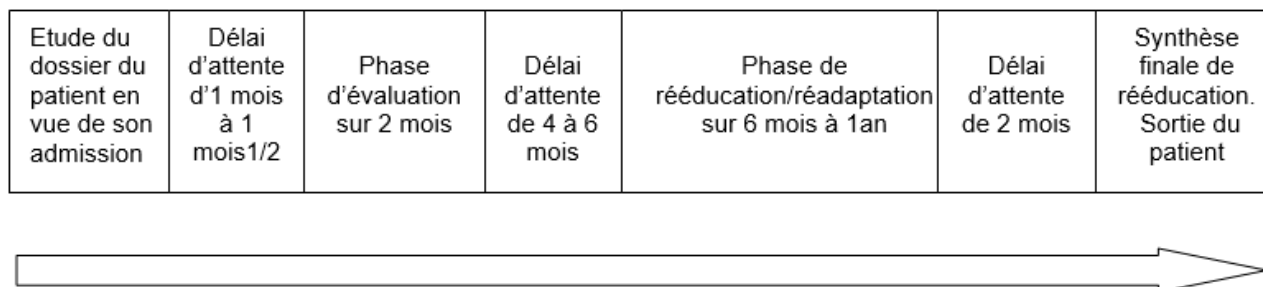 Etude du
dossier du
patient en
vue de son
admission
Délai
d'attente
d'1 mois
à 1
mois1/2
Phase
d'évaluation
sur 2 mois
Délai
d'attente
de 4 à 6
mois
Phase de
rééducation/réadaptation
sur 6 mois à 1an
Délai
d'attente
de 2 mois
Synthèse
finale de
rééducation.
Sortie du
patient